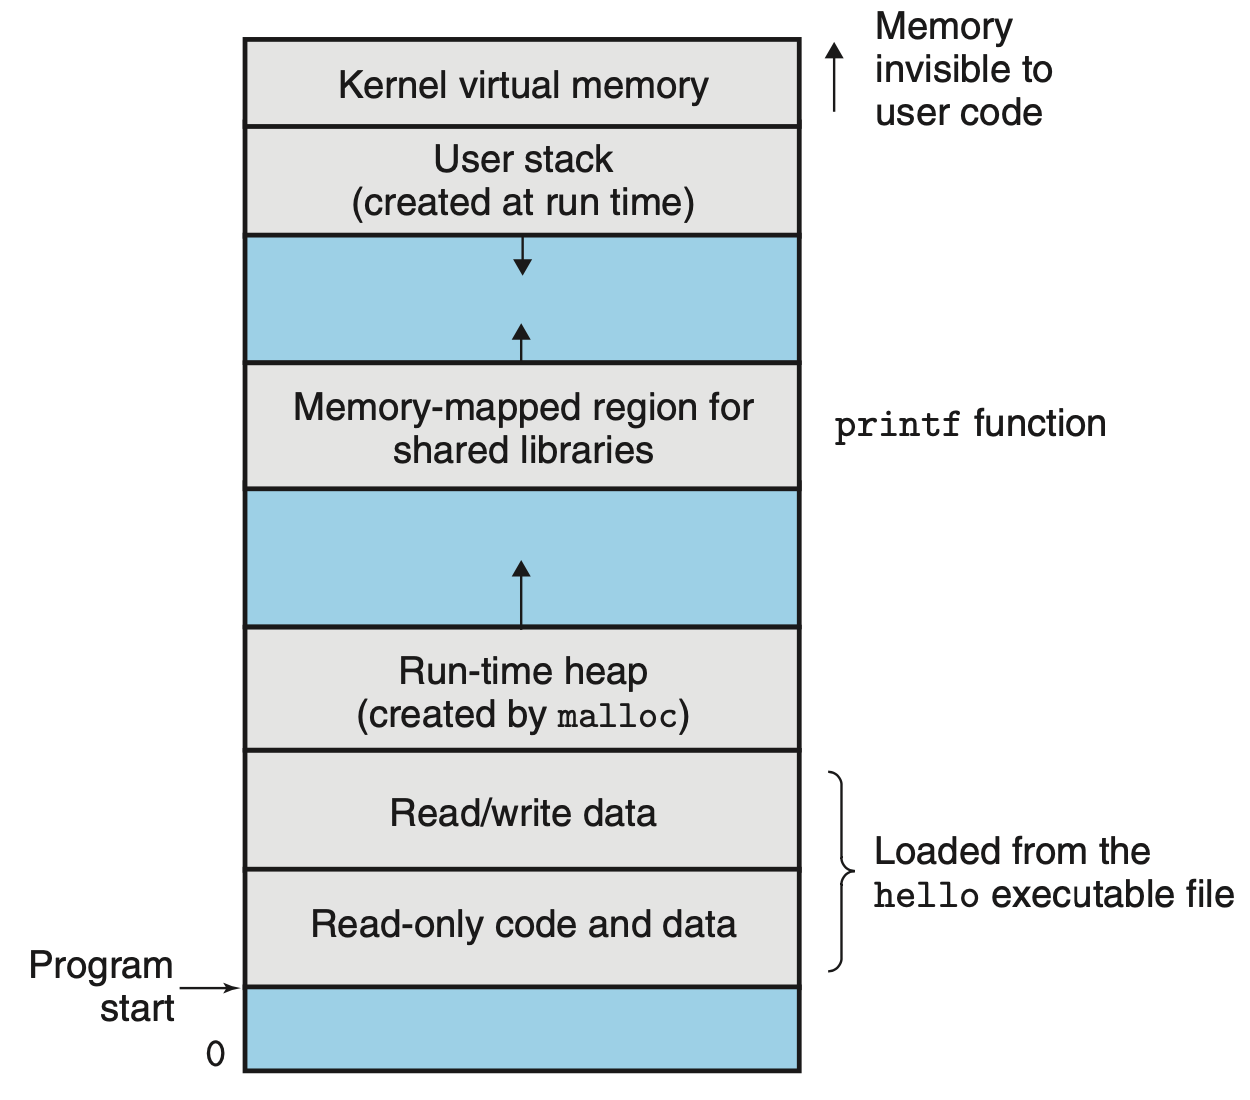 Memory
invisible to
user code
Kernel virtual memory
User stack
(created at run time)
Memory-mapped region for
shared libraries
printf function
Run-time heap
(created by malloc)
Read/write data
Loaded from the
hello executable file
Read-only code and data
Program
start
0